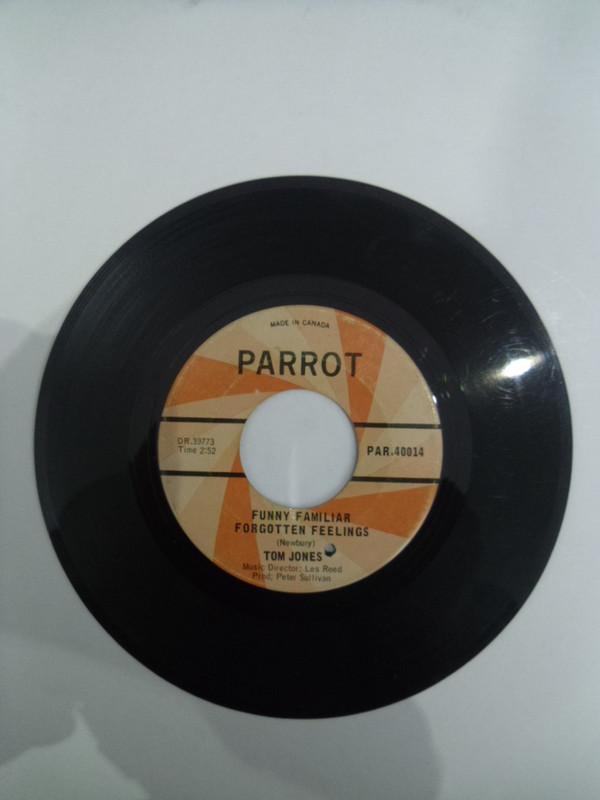 MADE IN CANADA
PARROT
DR.39773
Time 2:52
PAR.40014
FUNNY FAMILIAR
FORGOTTEN FEELINGS
(Newbury)
TOM JONES
Music Director: Les Reed
Prod; Peter Sullivan